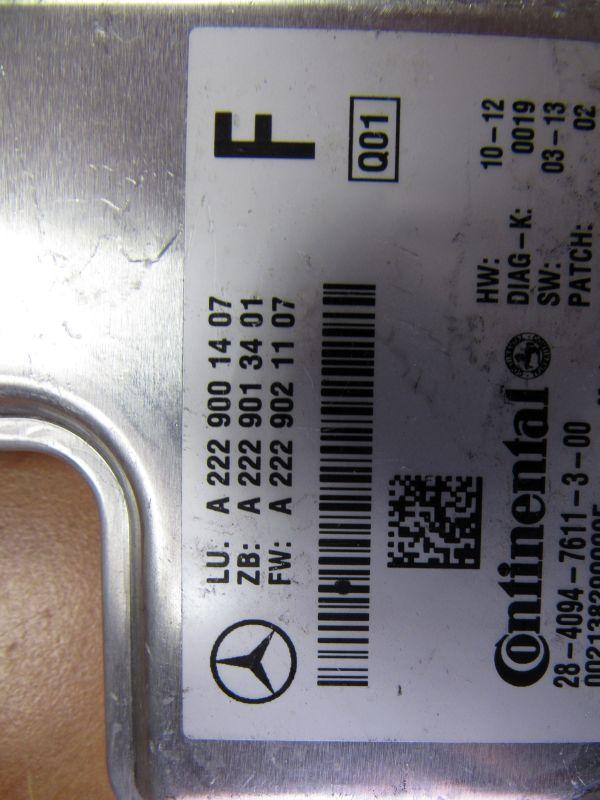 F
Q01
LU: A 222 900 14 07
ZB: A 222 901 34 01
FW: A 222 902 11 07
HW: 10-12
DIAG-K: 0019
SW: 03-13
PATCH: 02
Continental
28-4094-7611-3-00